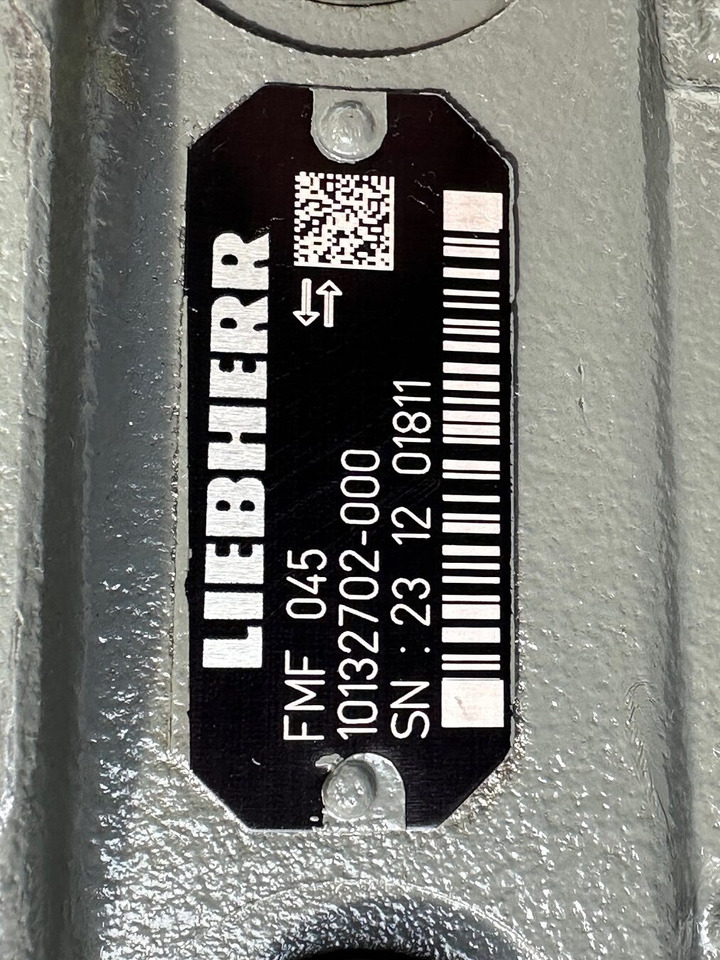 LIEBHERR
FMF 045
10132702-000
SN : 23 12 01811